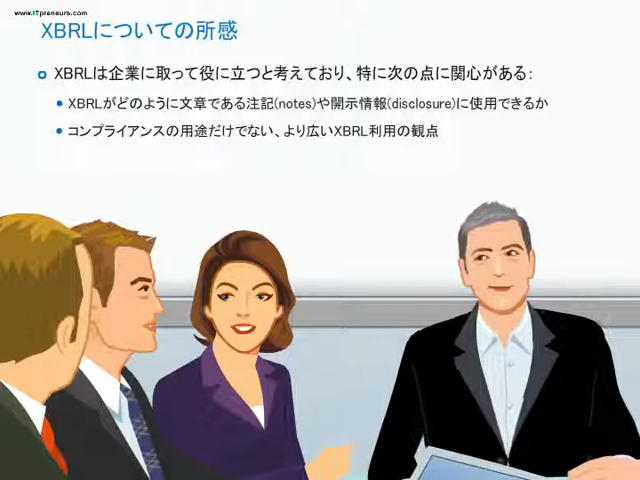 www.ITpreneurs.com
XBRLについての所感
XBRLは企業に取って役に立つと考えており、特に次の点に関心がある:
XBRLがどのように文章である注記(notes)や開示情報(disclosure)に使用できるか
コンプライアンスの用途だけでない、より広いXBRL利用の観点